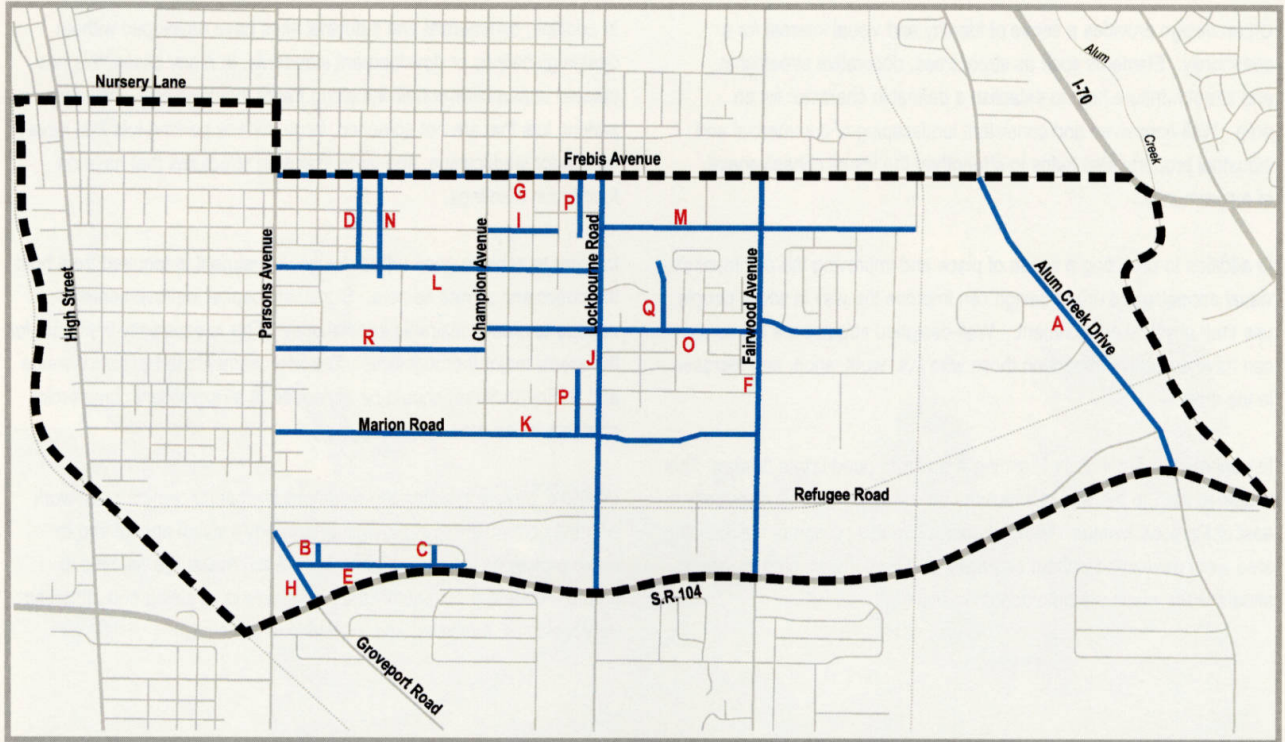 Nursery Lane
Alum
I-70
Creek
Frebis Avenue
G
P
D
N
I
M
High Street
Parsons Avenue
Champion Avenue
Lockbourne Road
Fairwood Avenue
Alum Creek Drive
L
Q
A
R
J
O
F
P
Marion Road
K
Refugee Road
B
C
H
E
S.R.104
Groveport Road